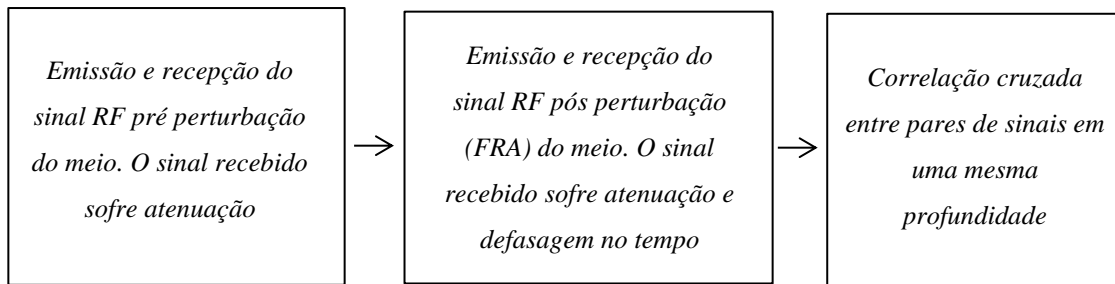 Emissão e recepção do
sinal RF pré perturbação
do meio. O sinal recebido
sofre atenuação
Emissão e recepção do
sinal RF pós perturbação
(FRA) do meio. O sinal
recebido sofre atenuação e
defasagem no tempo
Correlação cruzada
entre pares de sinais em
uma mesma
profundidade